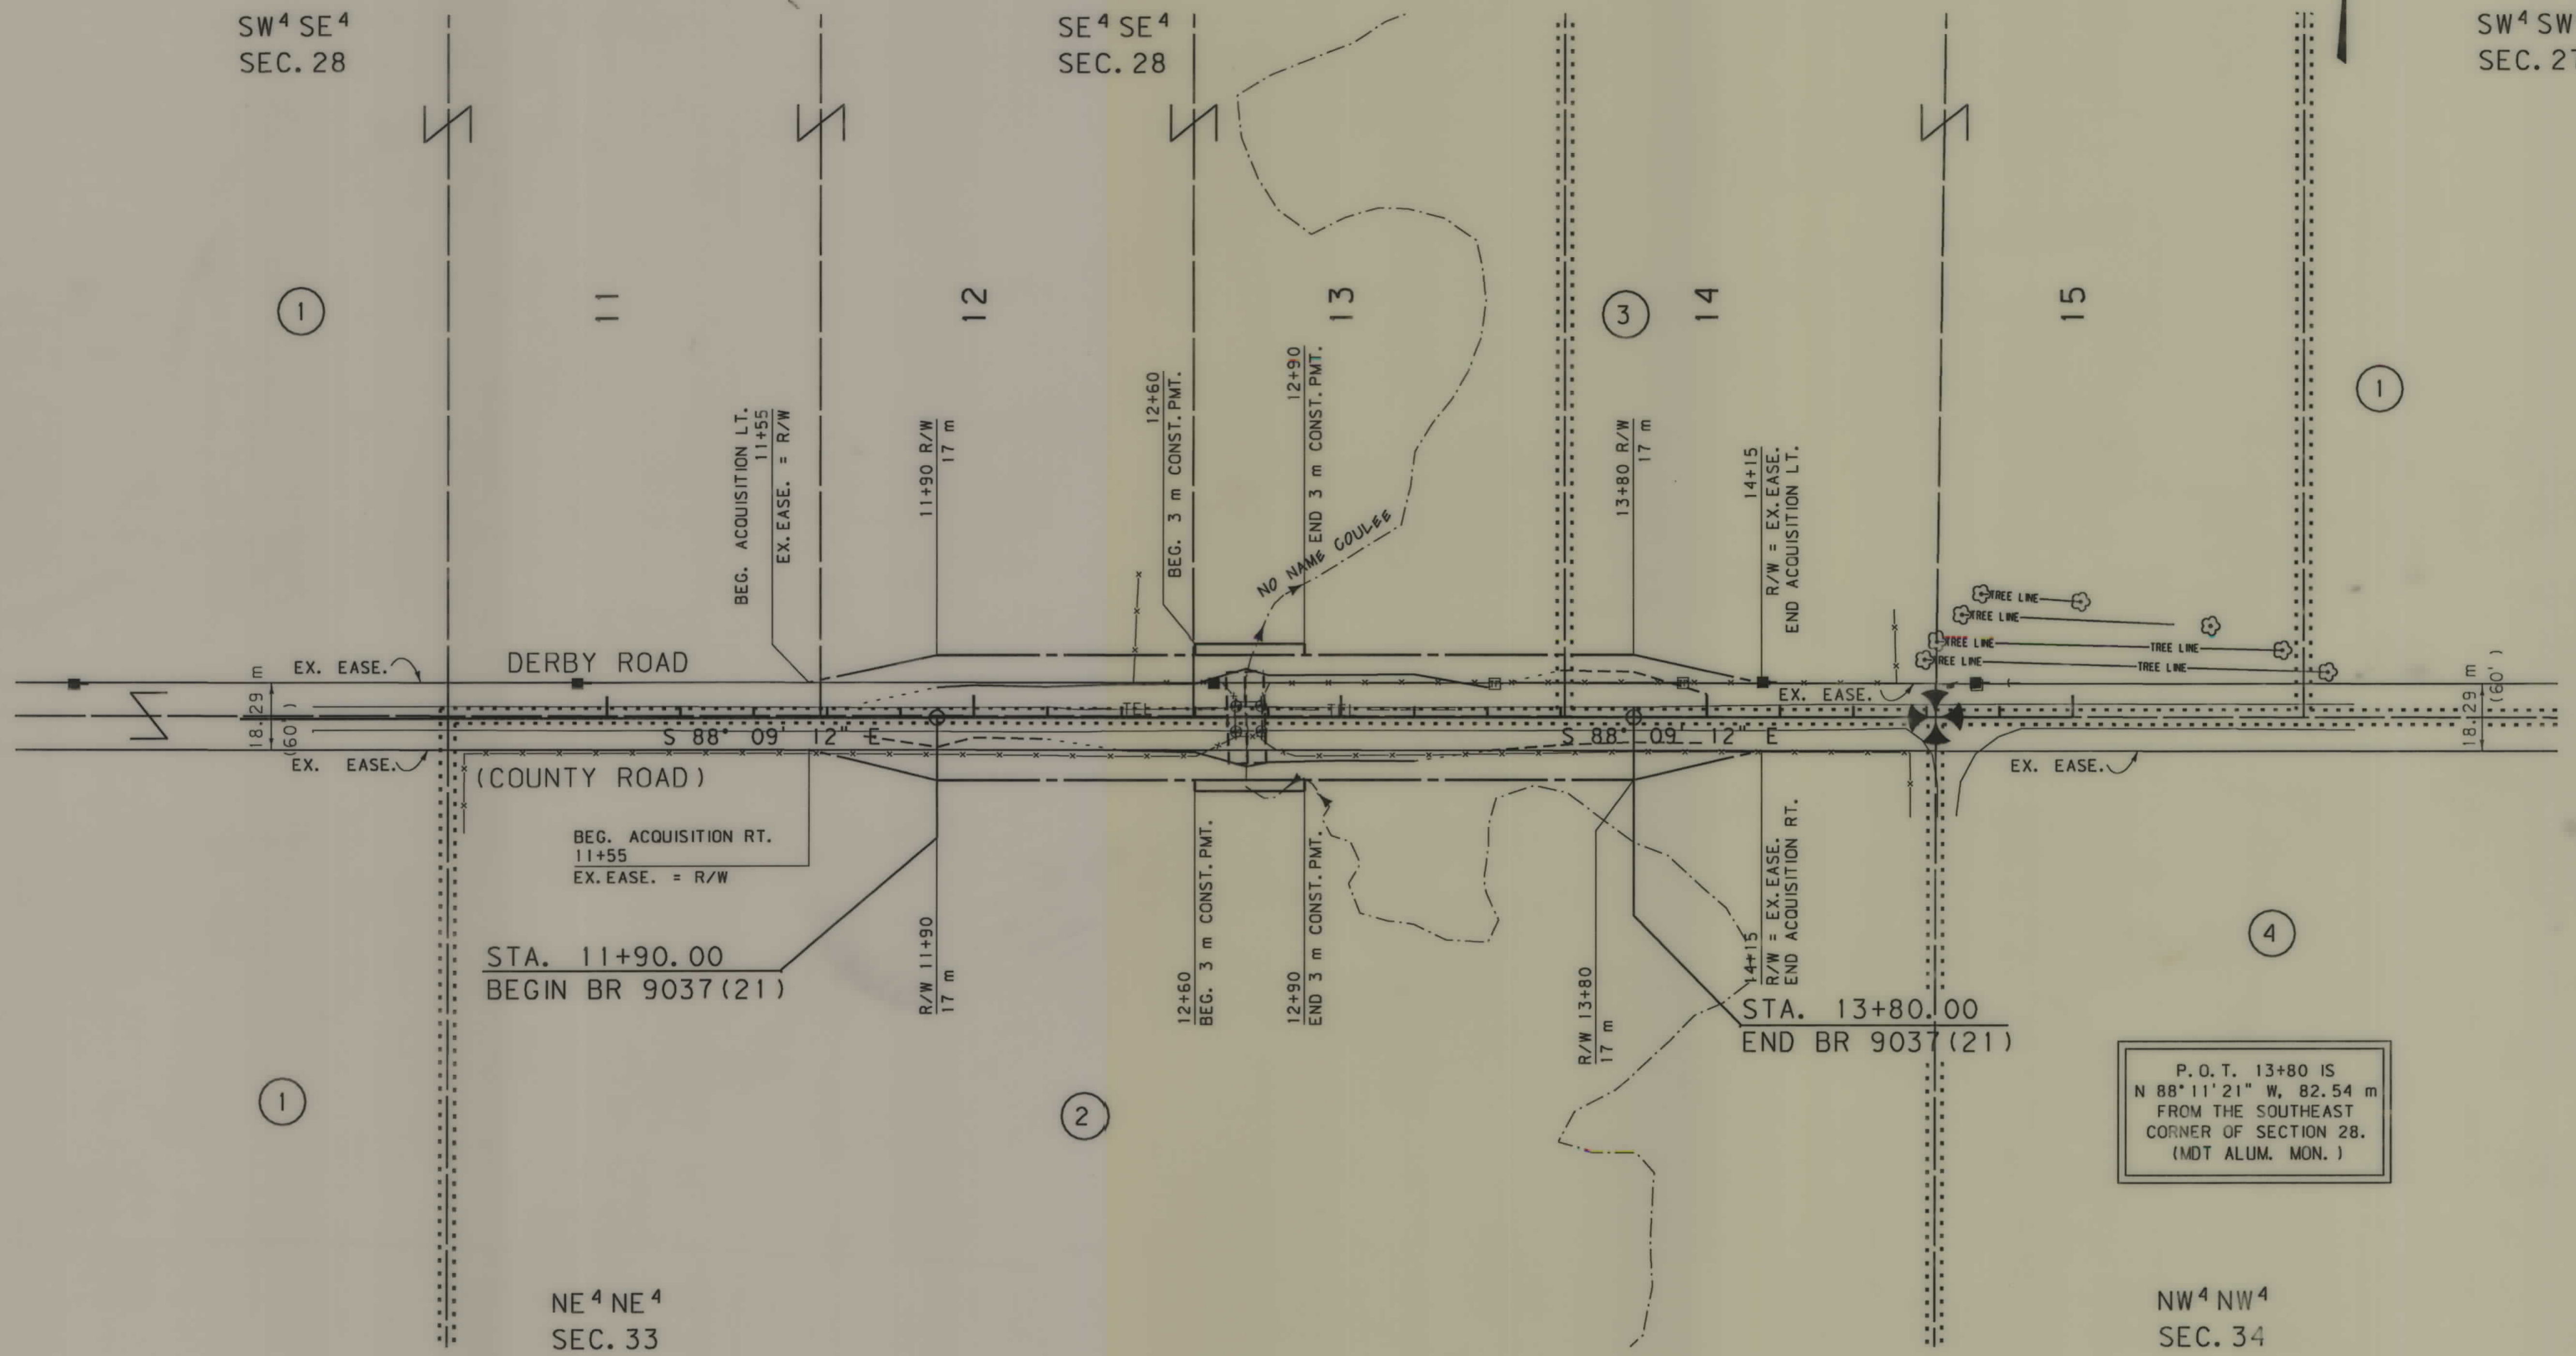 SW⁴ SE⁴
SEC. 28
SE⁴ SE⁴
SEC. 28
SW⁴ SW
SEC. 27
1
11
12
13
3
14
15
1
BEG. ACQUISITION LT.
11+55
EX. EASE. = R/W
11+90 R/W
17 m
12+60
BEG. 3 m CONST. PMT.
12+90
END 3 m CONST. PMT.
NO NAME COULEE
13+80 R/W
17 m
14+15
R/W = EX. EASE.
END ACQUISITION LT.
TREE LINE
TREE LINE
TREE LINE
TREE LINE
TREE LINE
TREE LINE
EX. EASE.
DERBY ROAD
18.29 m
(60')
TEL
TEL
EX. EASE.
18.29 m
(60')
S 88° 09' 12" E
S 88° 09' 12" E
EX. EASE.
(COUNTY ROAD)
EX. EASE.
BEG. ACQUISITION RT.
11+55
EX. EASE. = R/W
STA. 11+90.00
BEGIN BR 9037(21)
R/W 11+90
17 m
12+60
BEG. 3 m CONST. PMT.
12+90
END 3 m CONST. PMT.
R/W 13+80
17 m
14+15
R/W = EX. EASE.
END ACQUISITION RT.
STA. 13+80.00
END BR 9037(21)
4
1
2
P.O.T. 13+80 IS
N 88°11'21" W, 82.54 m
FROM THE SOUTHEAST
CORNER OF SECTION 28.
(MDT ALUM. MON.)
NE⁴ NE⁴
SEC. 33
NW⁴ NW⁴
SEC. 34